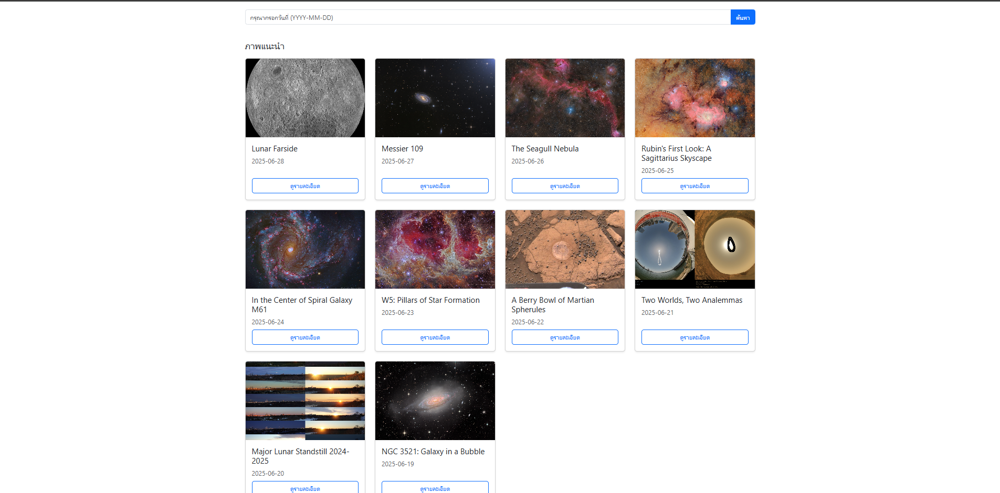 กรุณากรอกวันที่ (YYYY-MM-DD)
ค้นหา
ภาพแนะนำ
Lunar Farside
2025-06-28
ดูรายละเอียด
Messier 109
2025-06-27
ดูรายละเอียด
The Seagull Nebula
2025-06-26
ดูรายละเอียด
Rubin's First Look: A
Sagittarius Skyscape
2025-06-25
ดูรายละเอียด
In the Center of Spiral Galaxy
M61
2025-06-24
ดูรายละเอียด
W5: Pillars of Star Formation
2025-06-23
ดูรายละเอียด
A Berry Bowl of Martian
Spherules
2025-06-22
ดูรายละเอียด
Two Worlds, Two Analemmas
2025-06-21
ดูรายละเอียด
Major Lunar Standstill 2024-
2025
2025-06-20
ดูรายละเอียด
NGC 3521: Galaxy in a Bubble
2025-06-19
ดูรายละเอียด